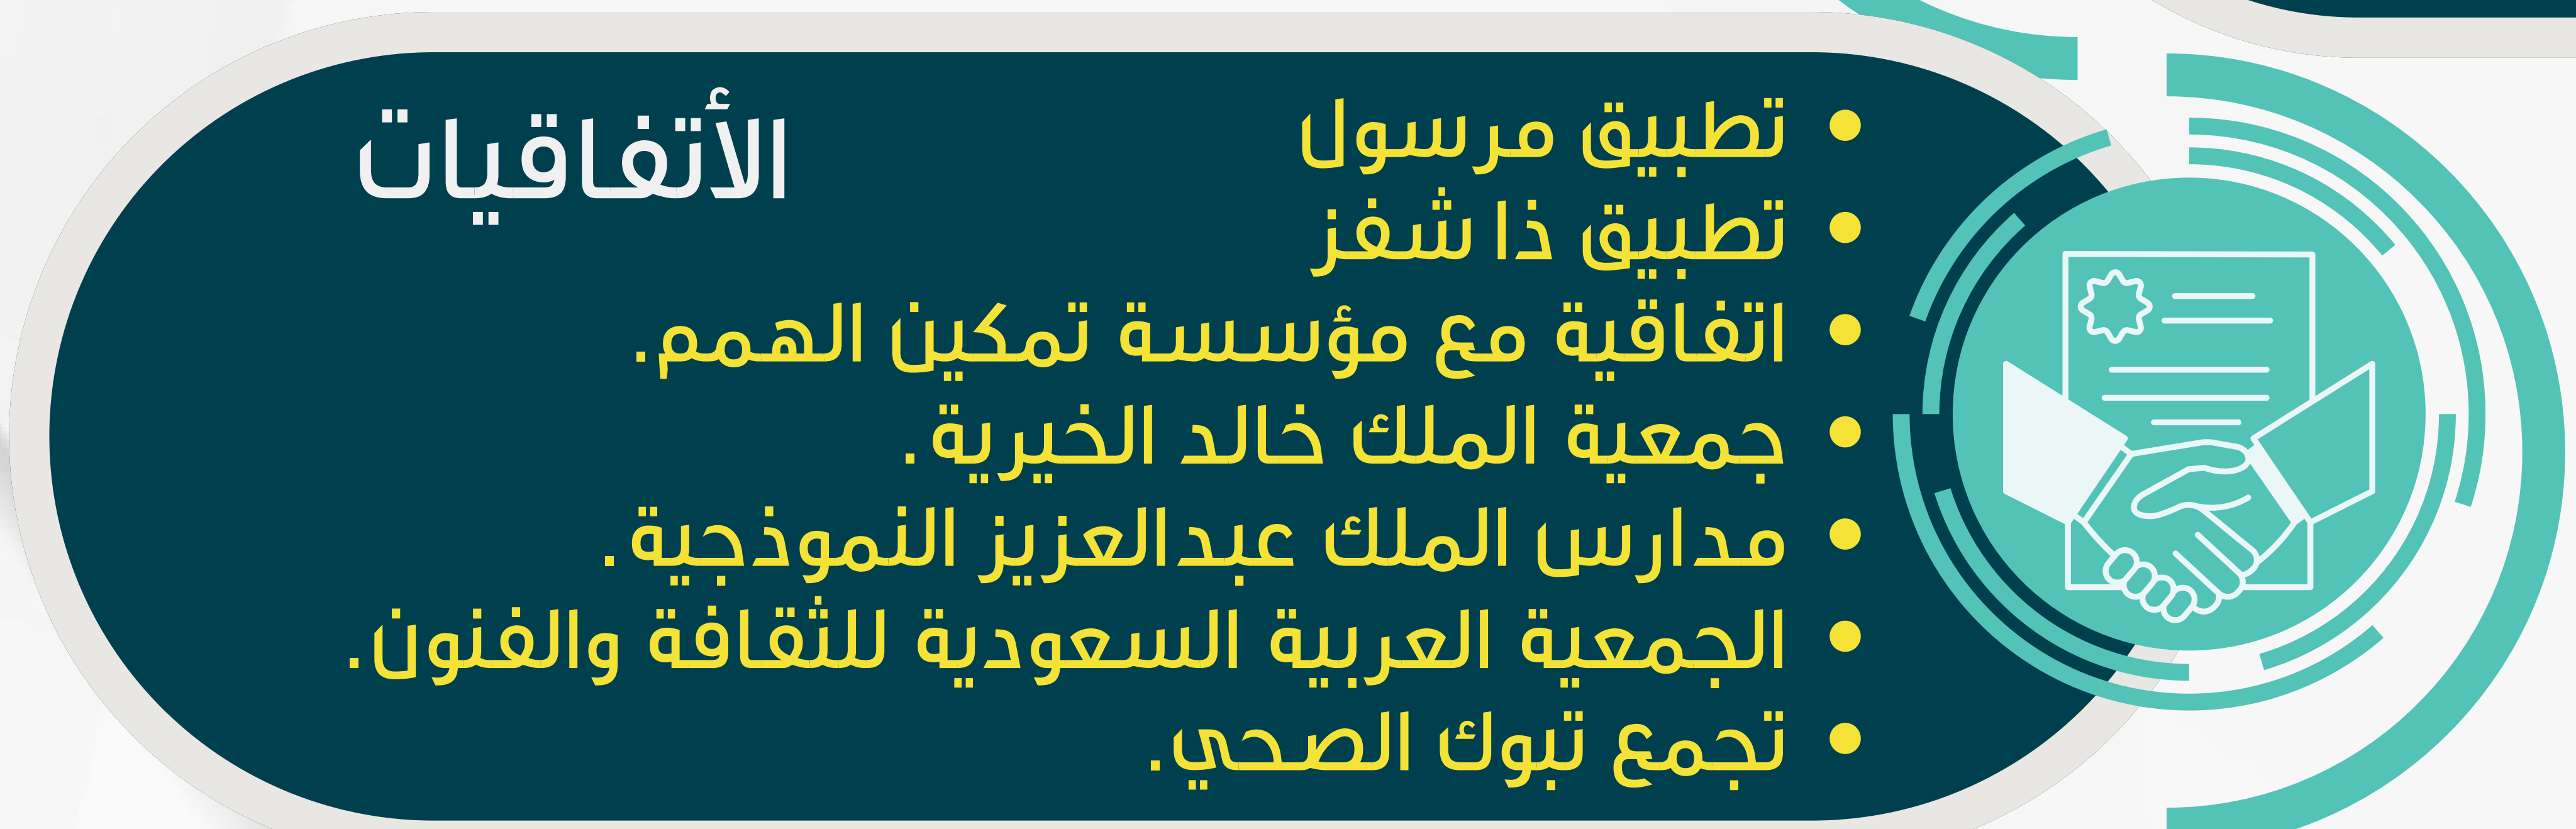 الأتفاقيات
• تطبيق مرسول
• تطبيق ذا شفز
• اتفاقية مع مؤسسة تمكين الهمم.
• جمعية الملك خالد الخيرية.
• مدارس الملك عبدالعزيز النموذجية.
• الجمعية العربية السعودية للثقافة والفنون.
• تجمع تبوك الصحي.